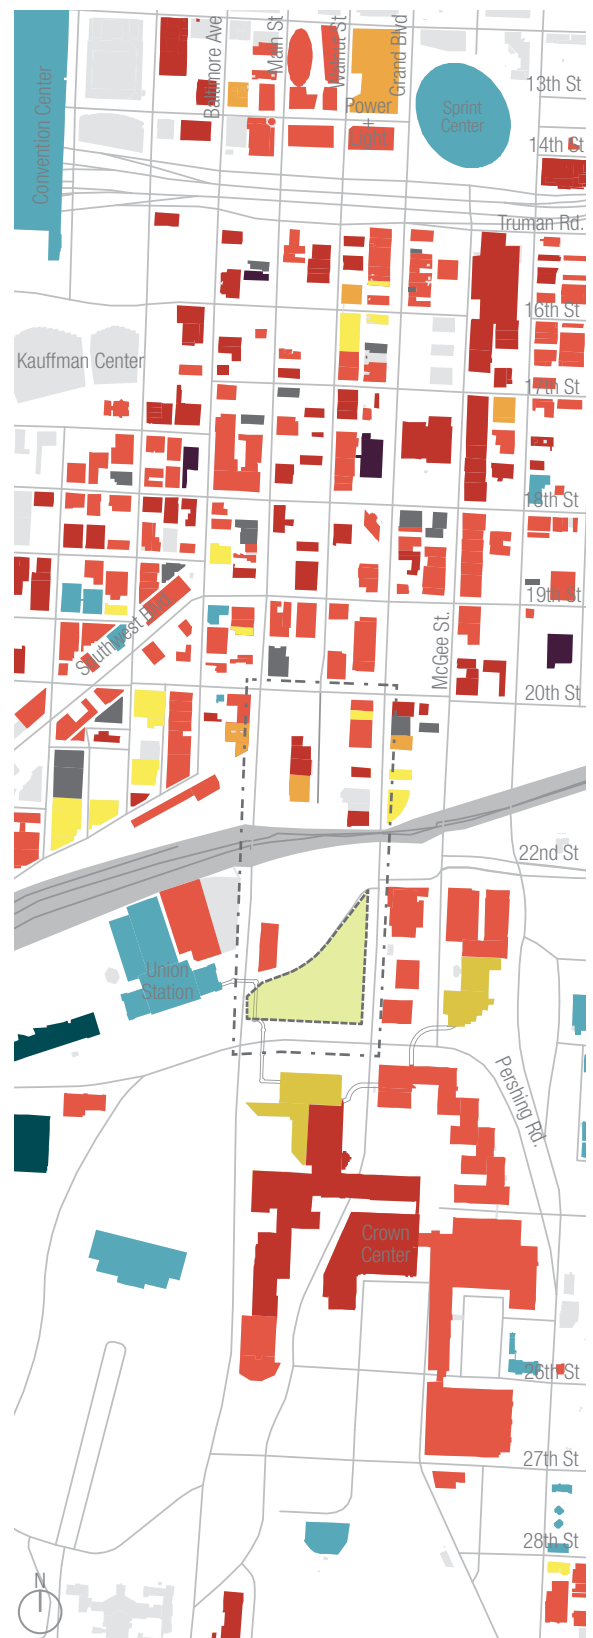 Baltimore Ave
Main St
Walnut St
Grand Blvd
13th St
Convention Center
Power
+
Light
Sprint
Center
14th St
Truman Rd.
16th St
Kauffman Center
17th St
18th St
19th St
Southwest Blvd.
McGee St.
20th St
22nd St
Union
Station
Pershing Rd.
Crown
Center
26th St
27th St
28th St
N